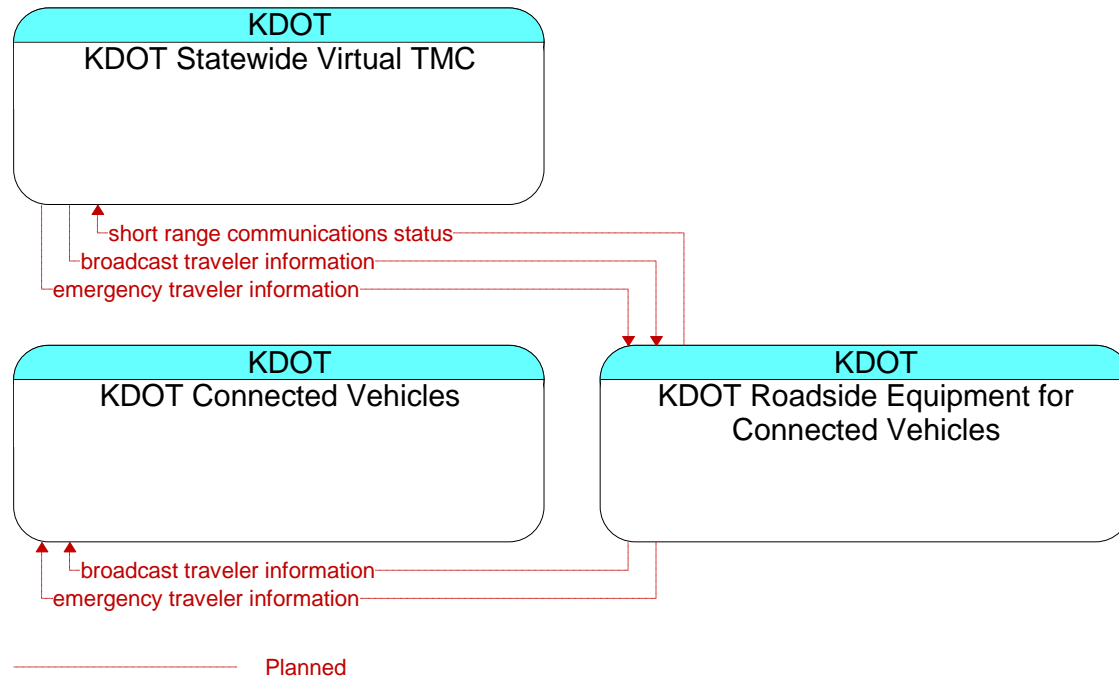 KDOT
KDOT Statewide Virtual TMC
short range communications status
broadcast traveler information
emergency traveler information
KDOT
KDOT Connected Vehicles
KDOT
KDOT Roadside Equipment for
Connected Vehicles
broadcast traveler information
emergency traveler information
Planned